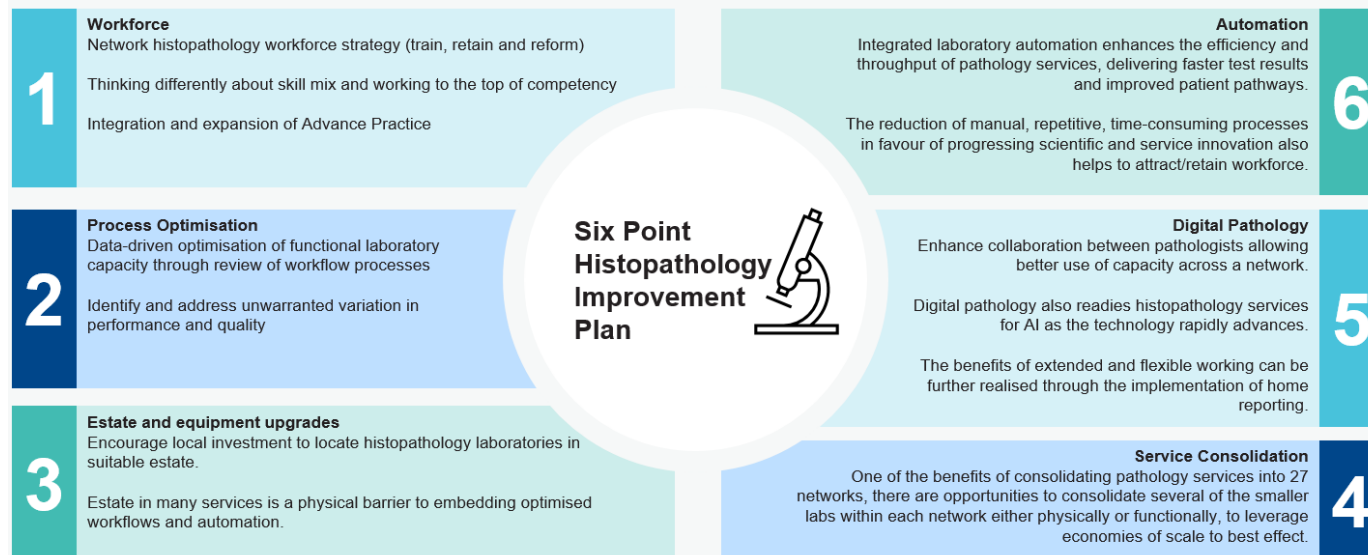 1
Workforce
Network histopathology workforce strategy (train, retain and reform)
Thinking differently about skill mix and working to the top of competency
Integration and expansion of Advance Practice
2
Process Optimisation
Data-driven optimisation of functional laboratory
capacity through review of workflow processes
Identify and address unwarranted variation in
performance and quality
3
Estate and equipment upgrades
Encourage local investment to locate histopathology laboratories in
suitable estate.
Estate in many services is a physical barrier to embedding optimised
workflows and automation.
Six Point
Histopathology
Improvement
Plan
Service Consolidation
One of the benefits of consolidating pathology services into 27
networks, there are opportunities to consolidate several of the smaller
labs within each network either physically or functionally, to leverage
economies of scale to best effect.
4
Digital Pathology
Enhance collaboration between pathologists allowing
better use of capacity across a network.
Digital pathology also readies histopathology services
for AI as the technology rapidly advances.
The benefits of extended and flexible working can be
further realised through the implementation of home
reporting.
5
Automation
Integrated laboratory automation enhances the efficiency and
throughput of pathology services, delivering faster test results
and improved patient pathways.
The reduction of manual, repetitive, time-consuming processes
in favour of progressing scientific and service innovation also
helps to attract/retain workforce.
6